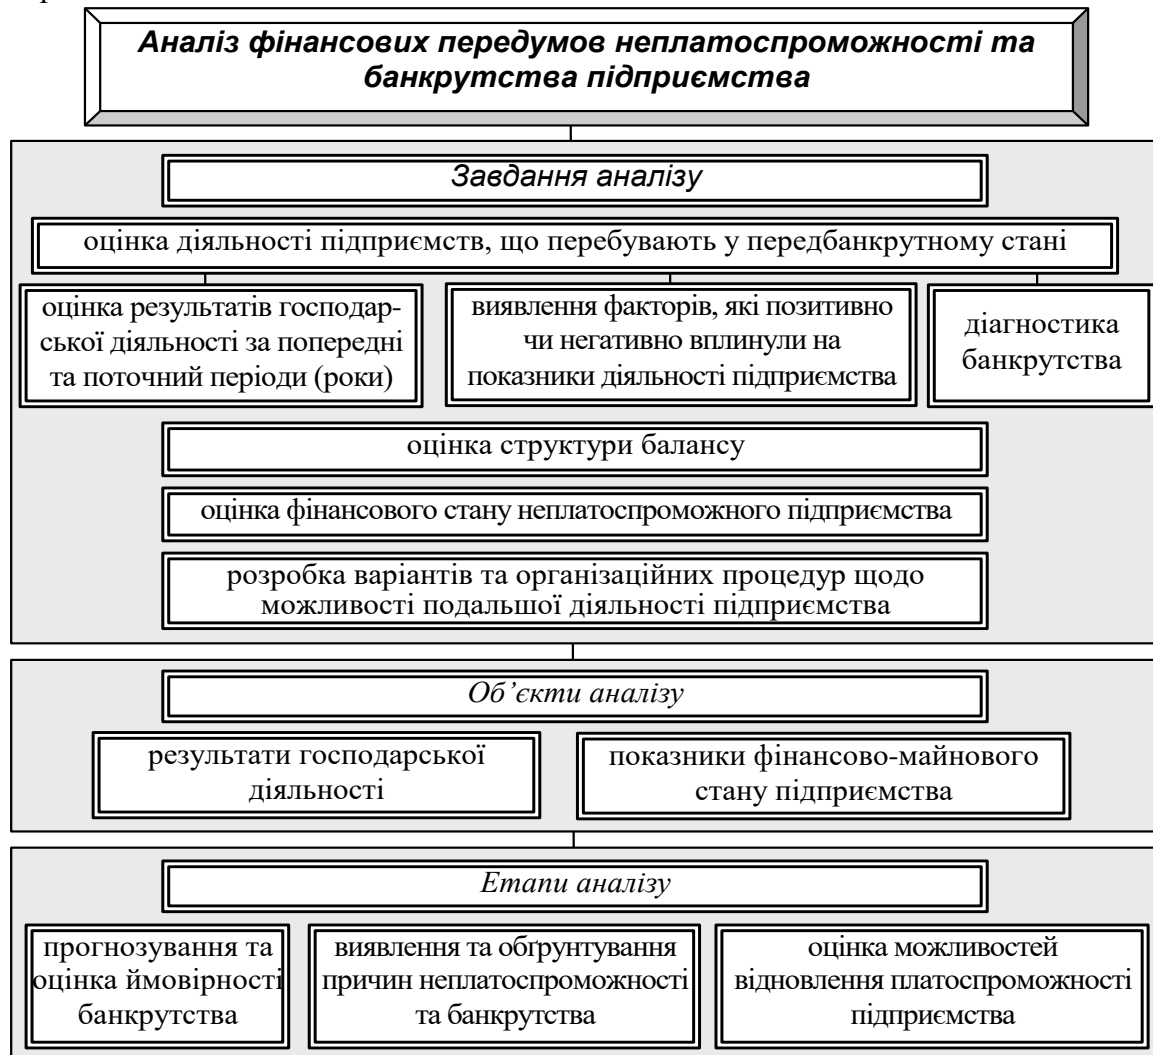 Аналіз фінансових передумов неплатоспроможності та
банкрутства підприємства
Завдання аналізу
оцінка діяльності підприємств, що перебувають у передбанкрутному стані
оцінка результатів господар-
ської діяльності за попередні
та поточний періоди (роки)
виявлення факторів, які позитивно
чи негативно вплинули на
показники діяльності підприємства
діагностика
банкрутства
оцінка структури балансу
оцінка фінансового стану неплатоспроможного підприємства
розробка варіантів та організаційних процедур щодо
можливості подальшої діяльності підприємства
Об’єкти аналізу
результати господарської
діяльності
показники фінансово-майнового
стану підприємства
Етапи аналізу
прогнозування та
оцінка ймовірності
банкрутства
виявлення та обґрунтування
причин неплатоспроможності
та банкрутства
оцінка можливостей
відновлення платоспроможності
підприємства